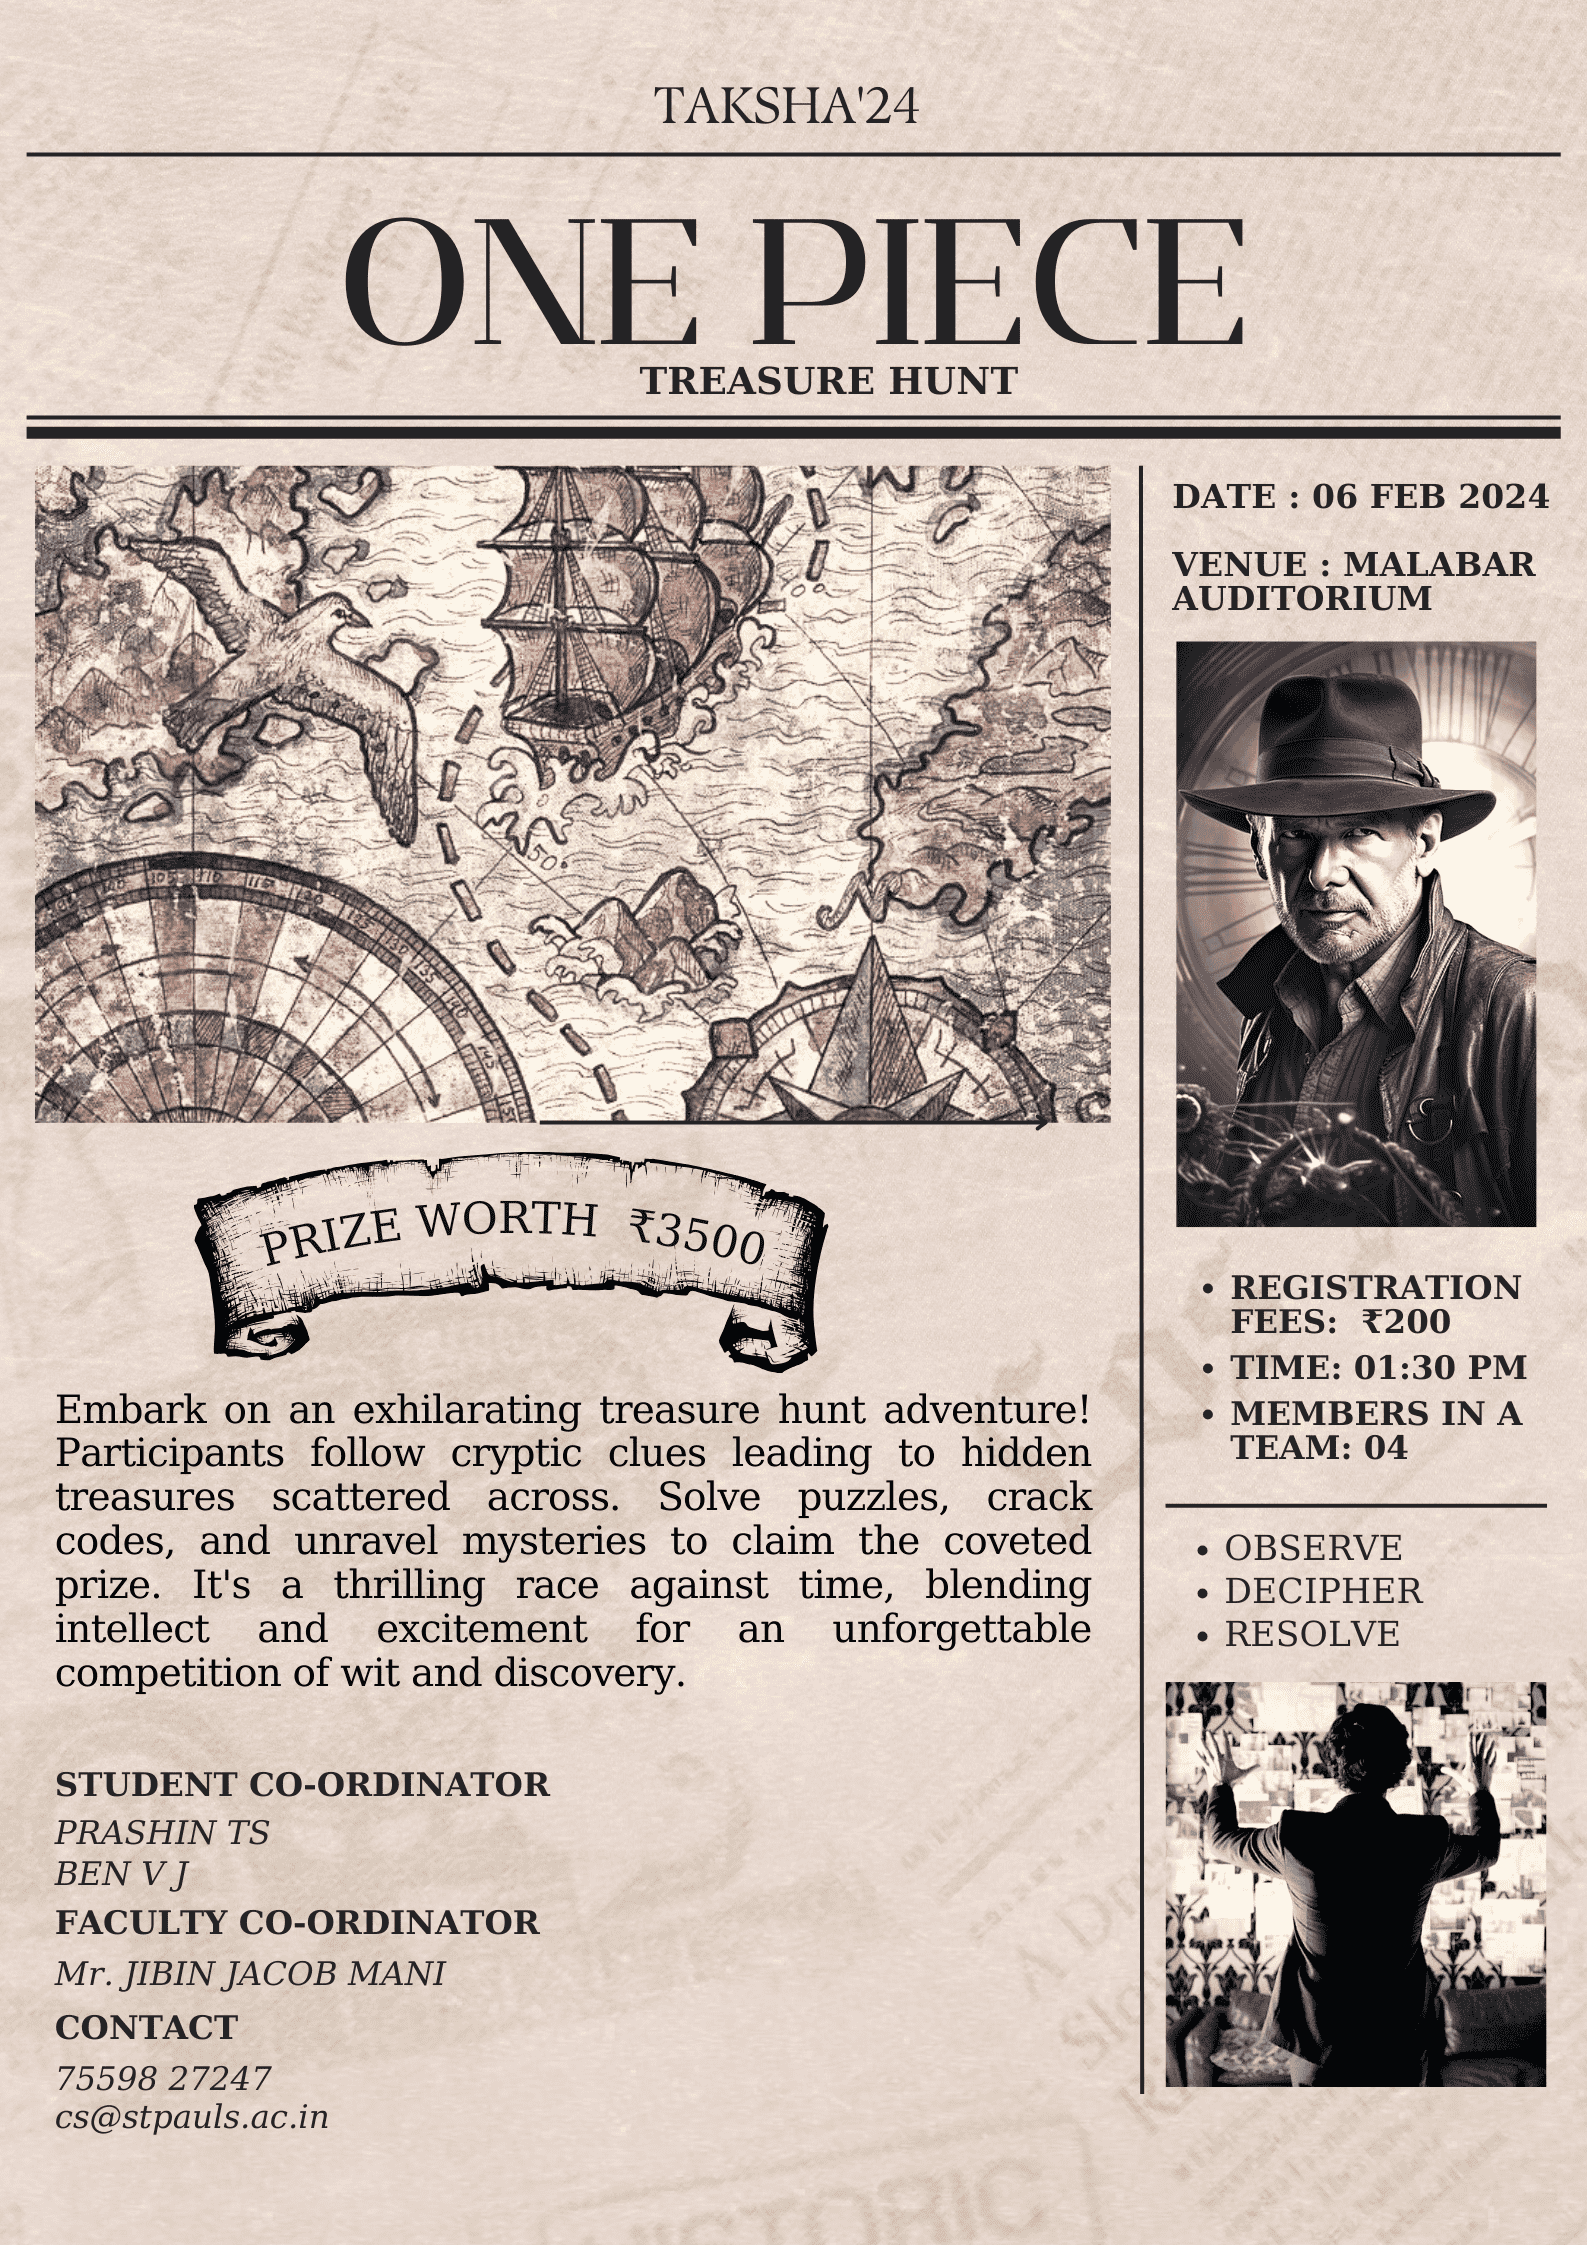 TAKSHA'24
ONE PIECE
TREASURE HUNT
DATE : 06 FEB 2024
VENUE : MALABAR
AUDITORIUM
50°
PRIZE WORTH ₹3500
Embark on an exhilarating treasure hunt adventure!
Participants follow cryptic clues leading to hidden
treasures scattered across. Solve puzzles, crack
codes, and unravel mysteries to claim the coveted
prize. It's a thrilling race against time, blending
intellect and excitement for an unforgettable
competition of wit and discovery.
STUDENT CO-ORDINATOR
PRASHIN TS
BEN V J
FACULTY CO-ORDINATOR
Mr. JIBIN JACOB MANI
CONTACT
75598 27247
cs@stpauls.ac.in
• REGISTRATION
FEES: ₹200
• TIME: 01:30 PM
• MEMBERS IN A
TEAM: 04
• OBSERVE
• DECIPHER
• RESOLVE